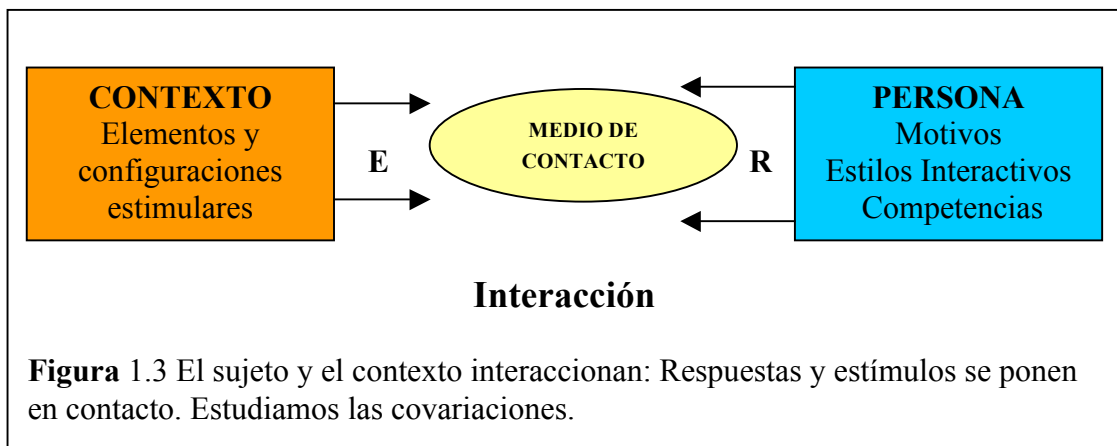 CONTEXTO
Elementos y
configuraciones
estimulares
E
MEDIO DE
CONTACTO
R
PERSONA
Motivos
Estilos Interactivos
Competencias
Interacción
Figura 1.3 El sujeto y el contexto interaccionan: Respuestas y estímulos se ponen
en contacto. Estudiamos las covariaciones.